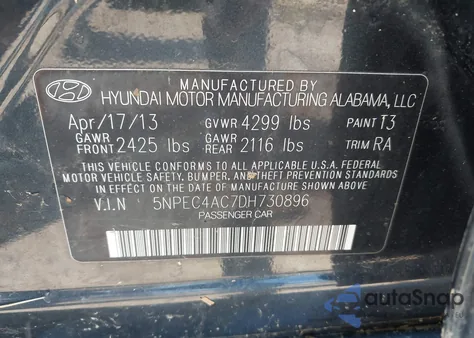 MANUFACTURED BY
HYUNDAI MOTOR MANUFACTURING ALABAMA, LLC
Apr/17/13 GVWR 4299 lbs PAINT T3
GAWR FRONT 2425 lbs GAWR REAR 2116 lbs TRIM RA
THIS VEHICLE CONFORMS TO ALL APPLICABLE U.S.A. FEDERAL
MOTOR VEHICLE SAFETY, BUMPER, AND THEFT PREVENTION STANDARDS
IN EFFECT ON THE DATE OF MANUFACTURE SHOWN ABOVE.
V.I.N 5NPEC4AC7DH730896
PASSENGER CAR
autoSnap